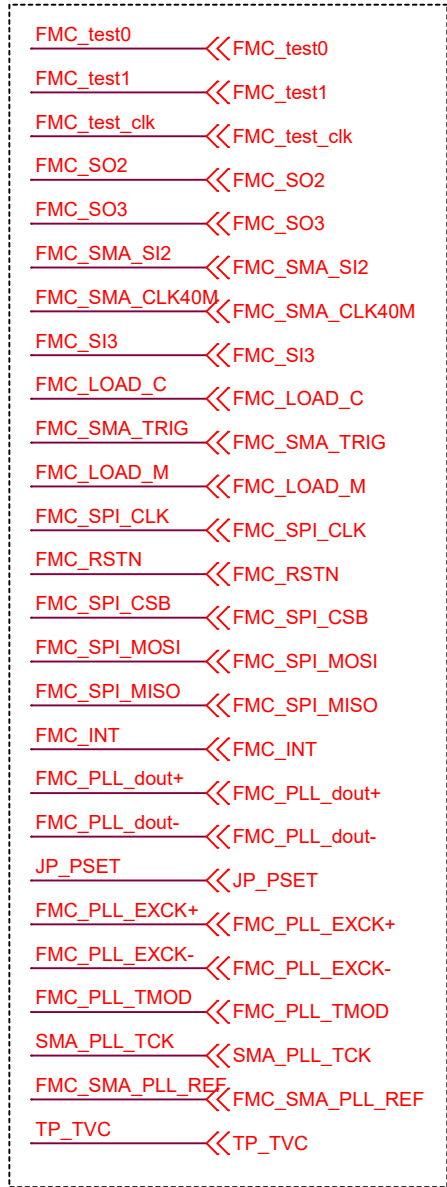 FMC_test0 FMC_test0
FMC_test1 FMC_test1
FMC_test_clk FMC_test_clk
FMC_SO2 FMC_SO2
FMC_SO3 FMC_SO3
FMC_SMA_SI2 FMC_SMA_SI2
FMC_SMA_CLK40M FMC_SMA_CLK40M
FMC_SI3 FMC_SI3
FMC_LOAD_C FMC_LOAD_C
FMC_SMA_TRIG FMC_SMA_TRIG
FMC_LOAD_M FMC_LOAD_M
FMC_SPI_CLK FMC_SPI_CLK
FMC_RSTN FMC_RSTN
FMC_SPI_CSB FMC_SPI_CSB
FMC_SPI_MOSI FMC_SPI_MOSI
FMC_SPI_MISO FMC_SPI_MISO
FMC_INT FMC_INT
FMC_PLL_dout+ FMC_PLL_dout+
FMC_PLL_dout- FMC_PLL_dout-
JP_PSET JP_PSET
FMC_PLL_EXCK+ FMC_PLL_EXCK+
FMC_PLL_EXCK- FMC_PLL_EXCK-
FMC_PLL_TMOD FMC_PLL_TMOD
SMA_PLL_TCK SMA_PLL_TCK
FMC_SMA_PLL_REF FMC_SMA_PLL_REF
TP_TVC TP_TVC